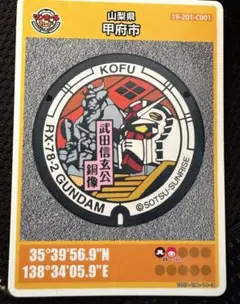 山梨県
甲府市
19-201-C001
KOFU
RX-78-2 GUNDAM
武田信玄公
銅像
©SOTSU・SUNRISE
35°39'56.9"N
138°34'05.9"E